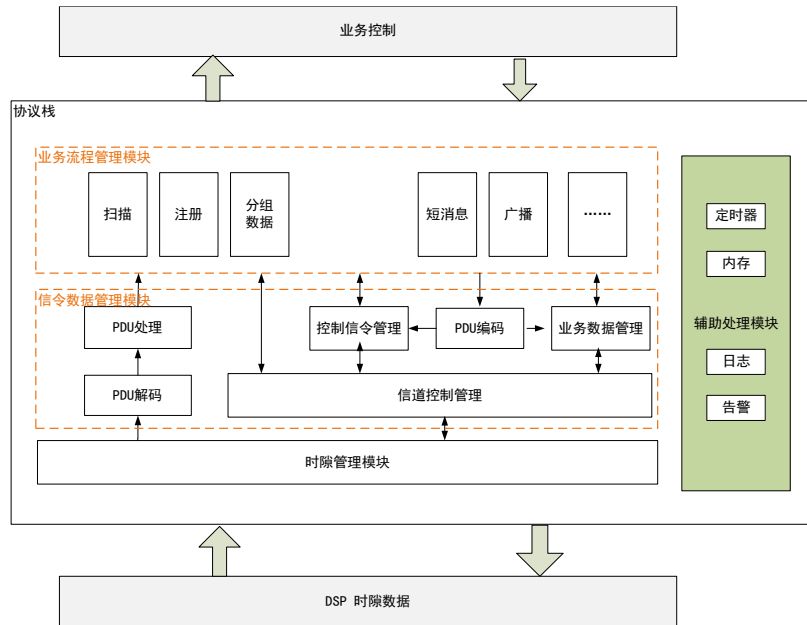 业务控制
协议栈
业务流程管理模块
扫描
注册
分组
数据
短消息
广播
……
定时器
内存
辅助处理模块
日志
告警
信令数据管理模块
PDU处理
控制信令管理
PDU编码
业务数据管理
PDU解码
信道控制管理
时隙管理模块
DSP 时隙数据